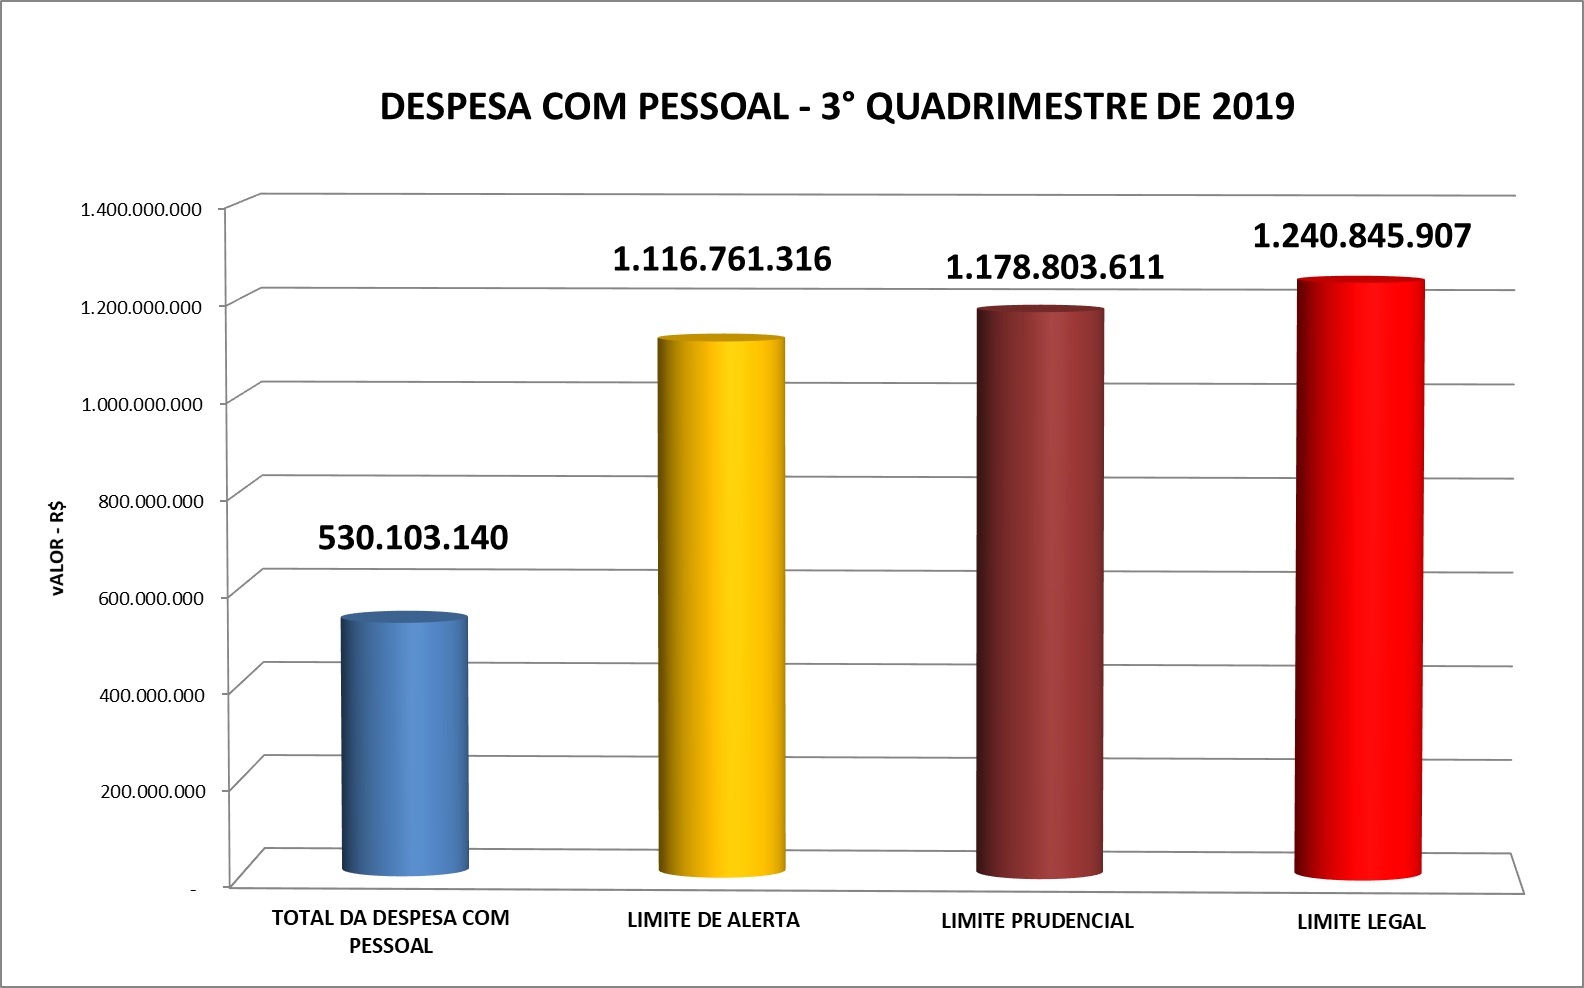 DESPESA COM PESSOAL - 3° QUADRIMESTRE DE 2019
1.400.000.000
1.200.000.000
1.000.000.000
800.000.000
600.000.000
400.000.000
200.000.000
-
vALOR - R$
530.103.140
1.116.761.316
1.178.803.611
1.240.845.907
TOTAL DA DESPESA COM
PESSOAL
LIMITE DE ALERTA
LIMITE PRUDENCIAL
LIMITE LEGAL